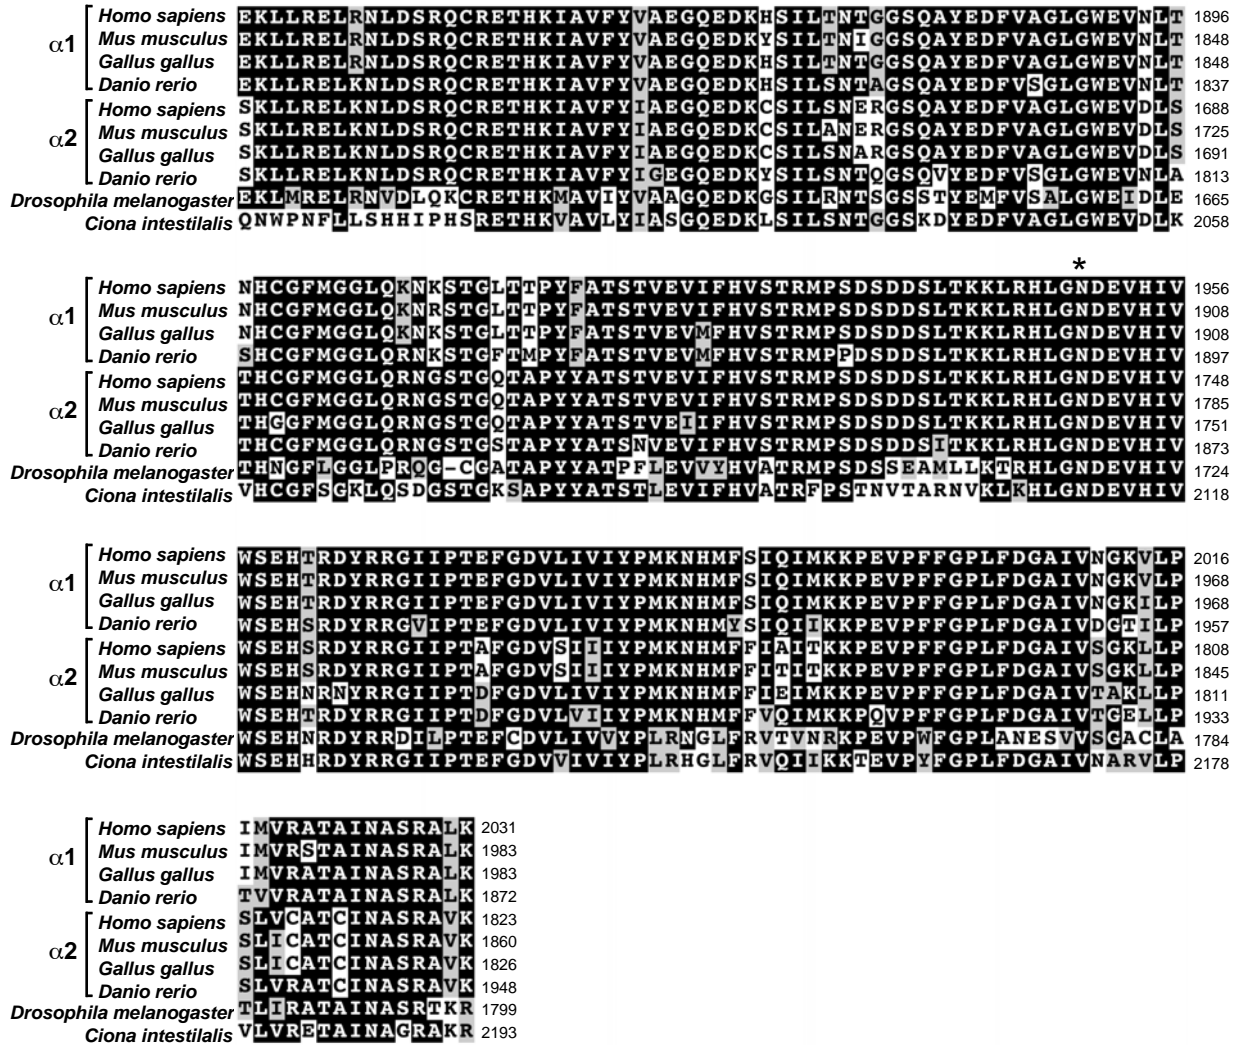 α1
Homo sapiens EKLLRELRNLDSRQCRETHKIAVFYVAEGQEDKHSILTNTGGSQAYEDFVAGLGWEVNLT 1896
Mus musculus EKLLRELRNLDSRQCRETHKIAVFYVAEGQEDKYSILTNIGGSQAYEDFVAGLGWEVNLT 1848
Gallus gallus EKLLRELRNLDSRQCRETHKIAVFYVAEGQEDKHSILTNTGGSQAYEDFVAGLGWEVNLT 1848
Danio rerio EKLLRELKNLDSRQCRETHKIAVFYVAEGQEDKHSILSNTAGSQAYEDFVSGLGWEVNLT 1837
α2
Homo sapiens SKLLRELKNLDSRQCRETHKIAVFYIAEGQEDKCSILSNERGSQAYEDFVAGLGWEVDLS 1688
Mus musculus SKLLRELKNLDSRQCRETHKIAVFYIAEGQEDKCSILANERGSQAYEDFVAGLGWEVDLS 1725
Gallus gallus SKLLRELKNLDSRQCRETHKIAVFYIAEGQEDKCSILSNARGSQAYEDFVAGLGWEVDLS 1691
Danio rerio SKLLRELKNLDSRQCRETHKIAVFYIGEGQEDKYSILSNTQGSQVYEDFVSGLGWEVNLA 1813
Drosophila melanogaster EKLMRELRNVDLQKCRETHKMAVIYVAAGQEDKGSILRNTSGSSTYEMFVSALGWEIDLE 1665
Ciona intestilalis QNWPNFLLSHHIPHSRETHKVAVLYIASGQEDKLSILSNTGGSKDYEDFVAGLGWEVDLK 2058
*
α1
Homo sapiens NHCGFMGGLQKNKSTGLTTPYFATSTVEVIFHVSTRMPSDSDDSLTKKLRHLGNDEVHIV 1956
Mus musculus NHCGFMGGLQKNRSTGLTTPYFATSTVEVIFHVSTRMPSDSDDSLTKKLRHLGNDEVHIV 1908
Gallus gallus NHCGFMGGLQKNKSTGLTTPYFATSTVEVMFHVSTRMPSDSDDSLTKKLRHLGNDEVHIV 1908
Danio rerio SHCGFMGGLQRNKSTGFTMPYFATSTVEVMFHVSTRMPPDSDDSLTKKLRHLGNDEVHIV 1897
α2
Homo sapiens THCGFMGGLQRNGSTGQTAPYYATSTVEVIFHVSTRMPSDSDDSLTKKLRHLGNDEVHIV 1748
Mus musculus THCGFMGGLQRNGSTGQTAPYYATSTVEVIFHVSTRMPSDSDDSLTKKLRHLGNDEVHIV 1785
Gallus gallus THGGFMGGLQRNGSTGQTAPYYATSTVEIIFHVSTRMPSDSDDSLTKKLRHLGNDEVHIV 1751
Danio rerio THCGFMGGLQRNGSTGSTAPYYATSNVEVIFHVSTRMPSDSDDSITKKLRHLGNDEVHIV 1873
Drosophila melanogaster THNGFLGGLPRQG-CGATAPYYATPFLEVVYHVATRMPSDSSEAMLLKTRHLGNDEVHIV 1724
Ciona intestilalis VHCGFSGKLQSDGSTGKSAPYYATSTLEVIFHVATRFPSTNVTARNVKLKHLGNDEVHIV 2118
α1
Homo sapiens WSEHTRDYRRGIIPTEFGDVLIVIYPMKNHMFSIQIMKKPEVPFFGPLFDGAIVNGKVLP 2016
Mus musculus WSEHTRDYRRGIIPTEFGDVLIVIYPMKNHMFSIQIMKKPEVPFFGPLFDGAIVNGKVLP 1968
Gallus gallus WSEHTRDYRRGIIPTEFGDVLIVIYPMKNHMFSIQIMKKPEVPFFGPLFDGAIVNGKILP 1968
Danio rerio WSEHSRDYRRGVIPTEFGDVLIVIYPMKNHMYSIQIIKKPEVPFFGPLFDGAIVDGTILP 1957
α2
Homo sapiens WSEHSRDYRRGIIPTAFGDVSIIIYPMKNHMFFIAITKKPEVPFFGPLFDGAIVSGKLLP 1808
Mus musculus WSEHSRDYRRGIIPTAFGDVSIIIYPMKNHMFFITITKKPEVPFFGPLFDGAIVSGKLLP 1845
Gallus gallus WSEHNRNYRRGIIPTDFGDVLIVIYPMKNHMFFIEIMKKPEVPFFGPLFDGAIVTAKLLP 1811
Danio rerio WSEHTRDYRRGIIPTDFGDVLVIIYPMKNHMFFVQIMKKPQVPFFGPLFDGAIVTGELLP 1933
Drosophila melanogaster WSEHNRDYRRDILPTEFCDVLIVVYPLRNGLFRVTVNRKPEVPWFGPLANESVVSGACLA 1784
Ciona intestilalis WSEHHRDYRRGIIPTEFGDVVIVIYPLRHGLFRVQIIKKTEVPYFGPLFDGAIVNARVLP 2178
α1
Homo sapiens IMVRATAINASRALK 2031
Mus musculus IMVRSTAINASRALK 1983
Gallus gallus IMVRATAINASRALK 1983
Danio rerio TVVRATAINASRALK 1872
α2
Homo sapiens SLVCATCINASRAVK 1823
Mus musculus SLICATCINASRAVK 1860
Gallus gallus SLICATCINASRAVK 1826
Danio rerio SLVRATCINASRAVK 1948
Drosophila melanogaster TLIRATAINASRTKR 1799
Ciona intestilalis VLVRETAINAGRAKR 2193